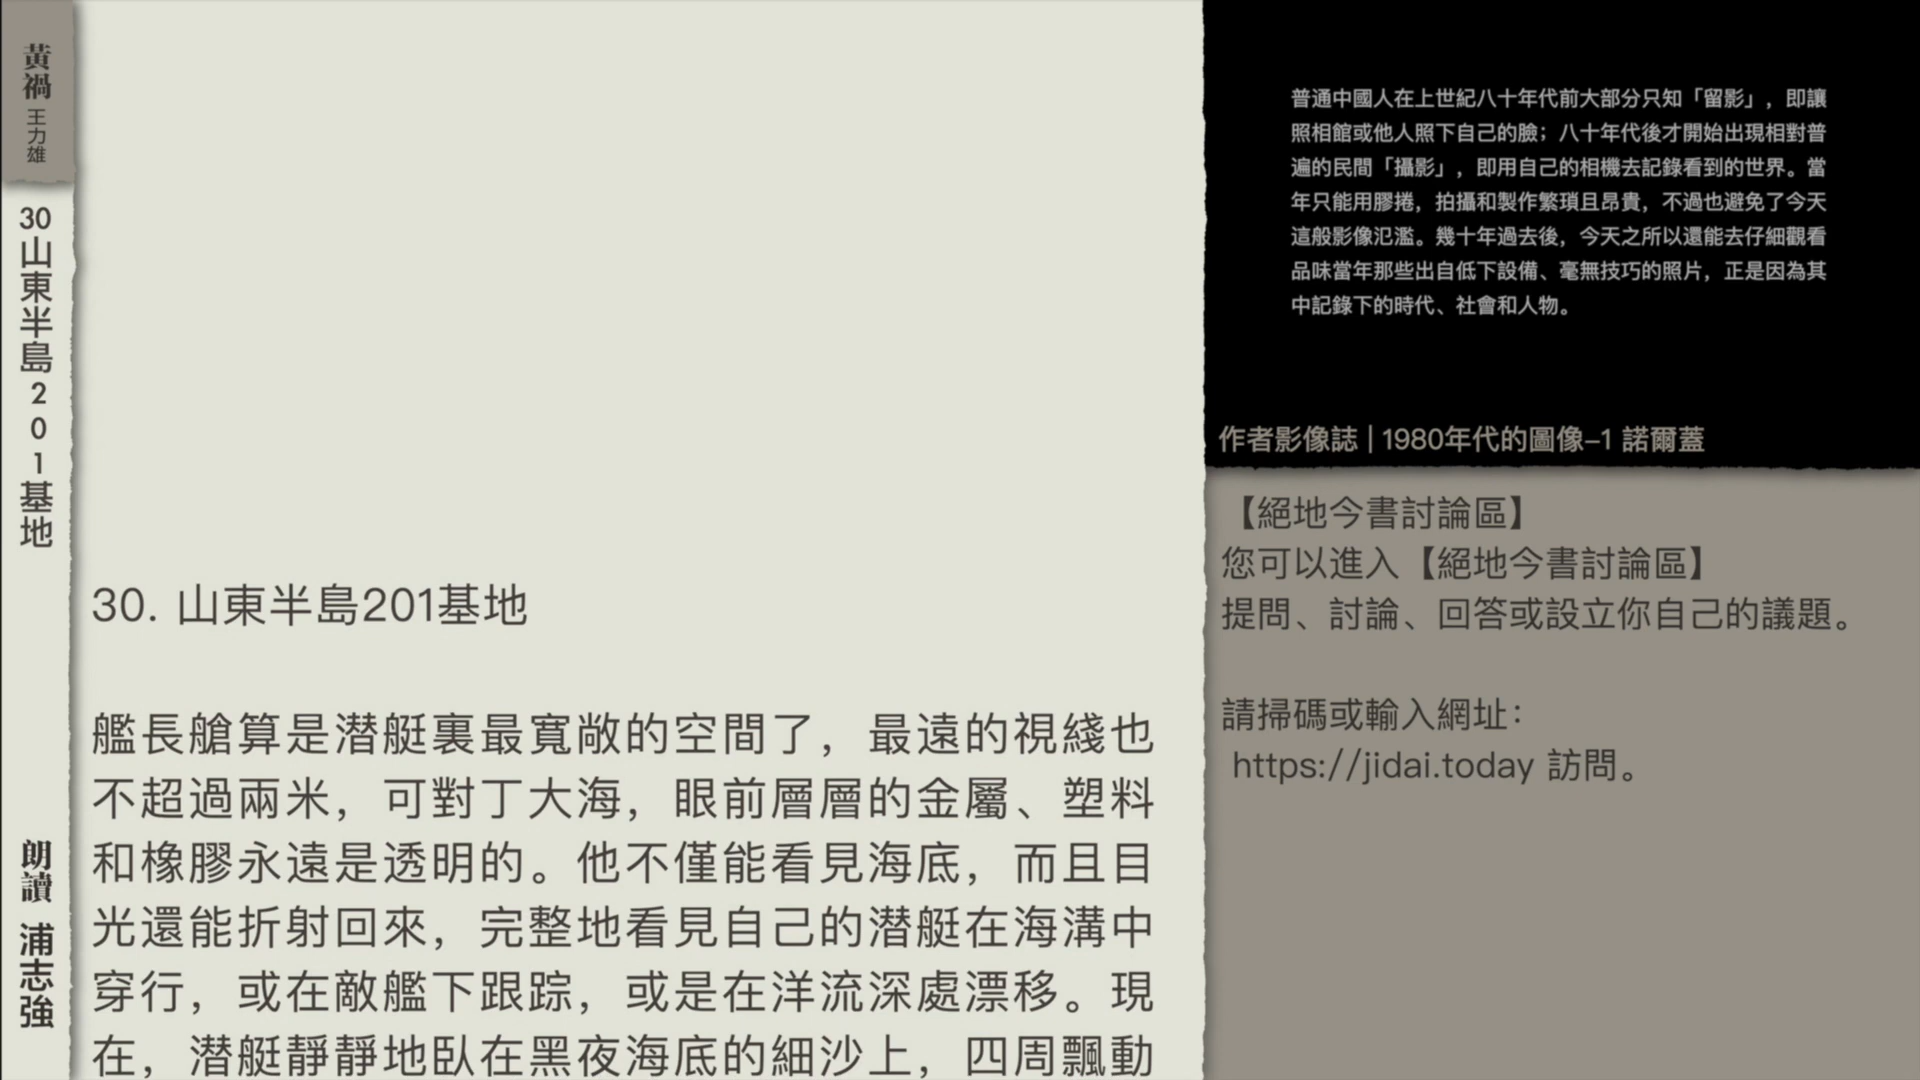 黃禍
王力雄
30山東半島201基地
朗讀 浦志強
30. 山東半島201基地
艦長艙算是潛艇裏最寬敞的空間了，最遠的視綫也
不超過兩米，可對丁大海，眼前層層的金屬、塑料
和橡膠永遠是透明的。他不僅能看見海底，而且目
光還能折射回來，完整地看見自己的潛艇在海溝中
穿行，或在敵艦下跟踪，或是在洋流深處漂移。現
在，潛艇靜靜地臥在黑夜海底的細沙上，四周飄動
普通中國人在上世紀八十年代前大部分只知「留影」，即讓
照相館或他人照下自己的臉；八十年代後才開始出現相對普
遍的民間「攝影」，即用自己的相機去記錄看到的世界。當
年只能用膠捲，拍攝和製作繁瑣且昂貴，不過也避免了今天
這般影像氾濫。幾十年過去後，今天之所以還能去仔細觀看
品味當年那些出自低下設備、毫無技巧的照片，正是因為其
中記錄下的時代、社會和人物。
作者影像誌 | 1980年代的圖像–1 諾爾蓋
【絕地今書討論區】
您可以進入【絕地今書討論區】
提問、討論、回答或設立你自己的議題。
請掃碼或輸入網址：
https://jidai.today 訪問。